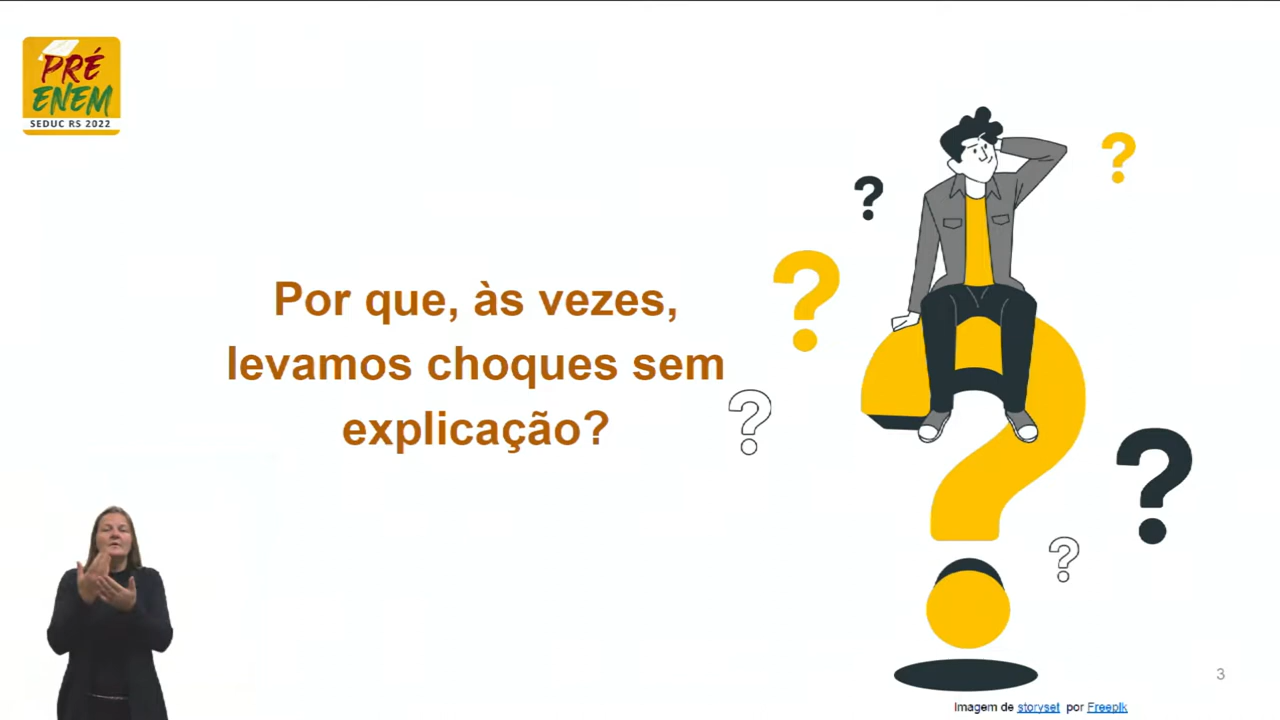 PRÉ
ENEM
SEDUC RS 2022
Por que, às vezes,
levamos choques sem
explicação?
3
Imagem de storyset por Freepik